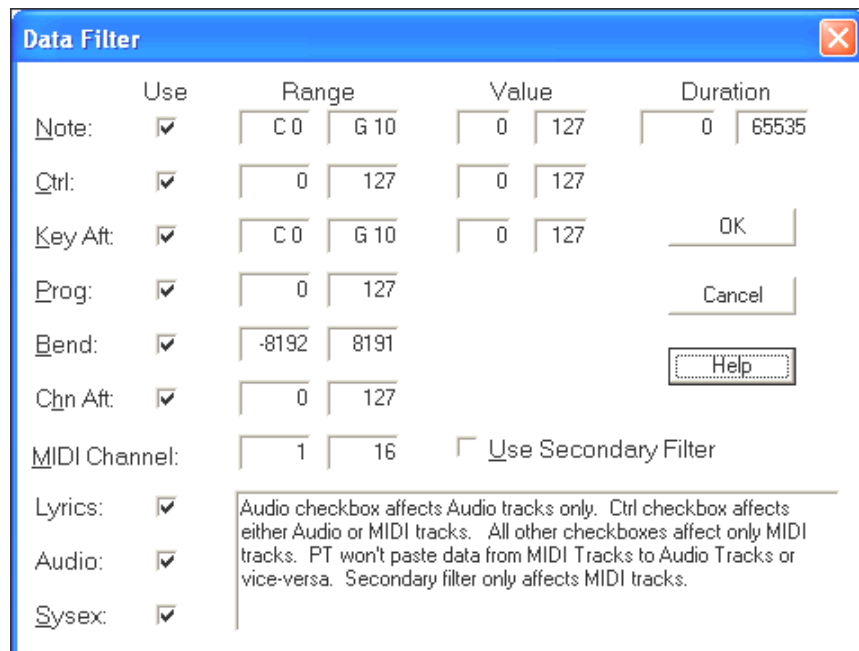 Data Filter
Use Range Value Duration
Note: C 0 G 10 0 127 0 65535
Ctrl: 0 127 0 127
Key Aft: C 0 G 10 0 127 OK
Prog: 0 127 Cancel
Bend: -8192 8191 Help
Chn Aft: 0 127
MIDI Channel: 1 16 Use Secondary Filter
Lyrics:
Audio checkbox affects Audio tracks only. Ctrl checkbox affects
either Audio or MIDI tracks. All other checkboxes affect only MIDI
tracks. PT won't paste data from MIDI Tracks to Audio Tracks or
vice-versa. Secondary filter only affects MIDI tracks.
Audio:
Sysex: